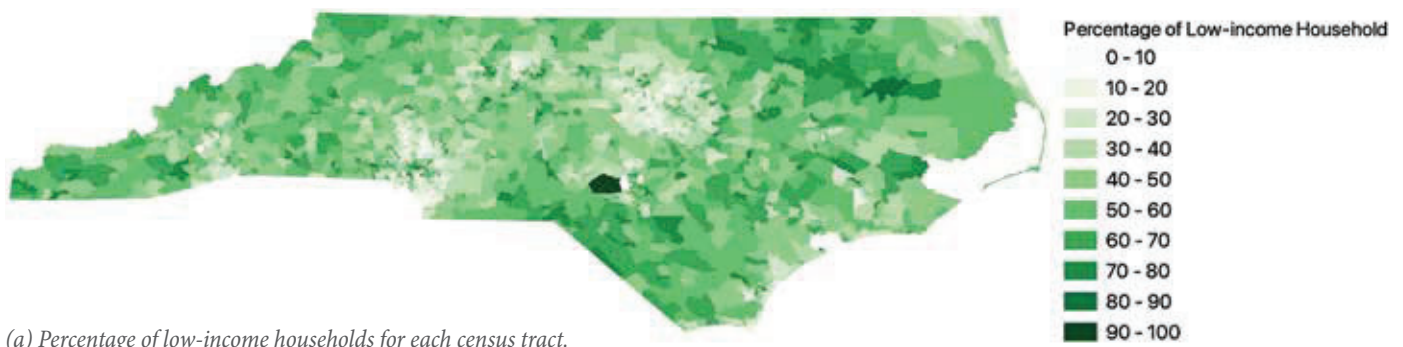 Percentage of Low-income Household
0 - 10
10 - 20
20 - 30
30 - 40
40 - 50
50 - 60
60 - 70
70 - 80
80 - 90
90 - 100
(a) Percentage of low-income households for each census tract.